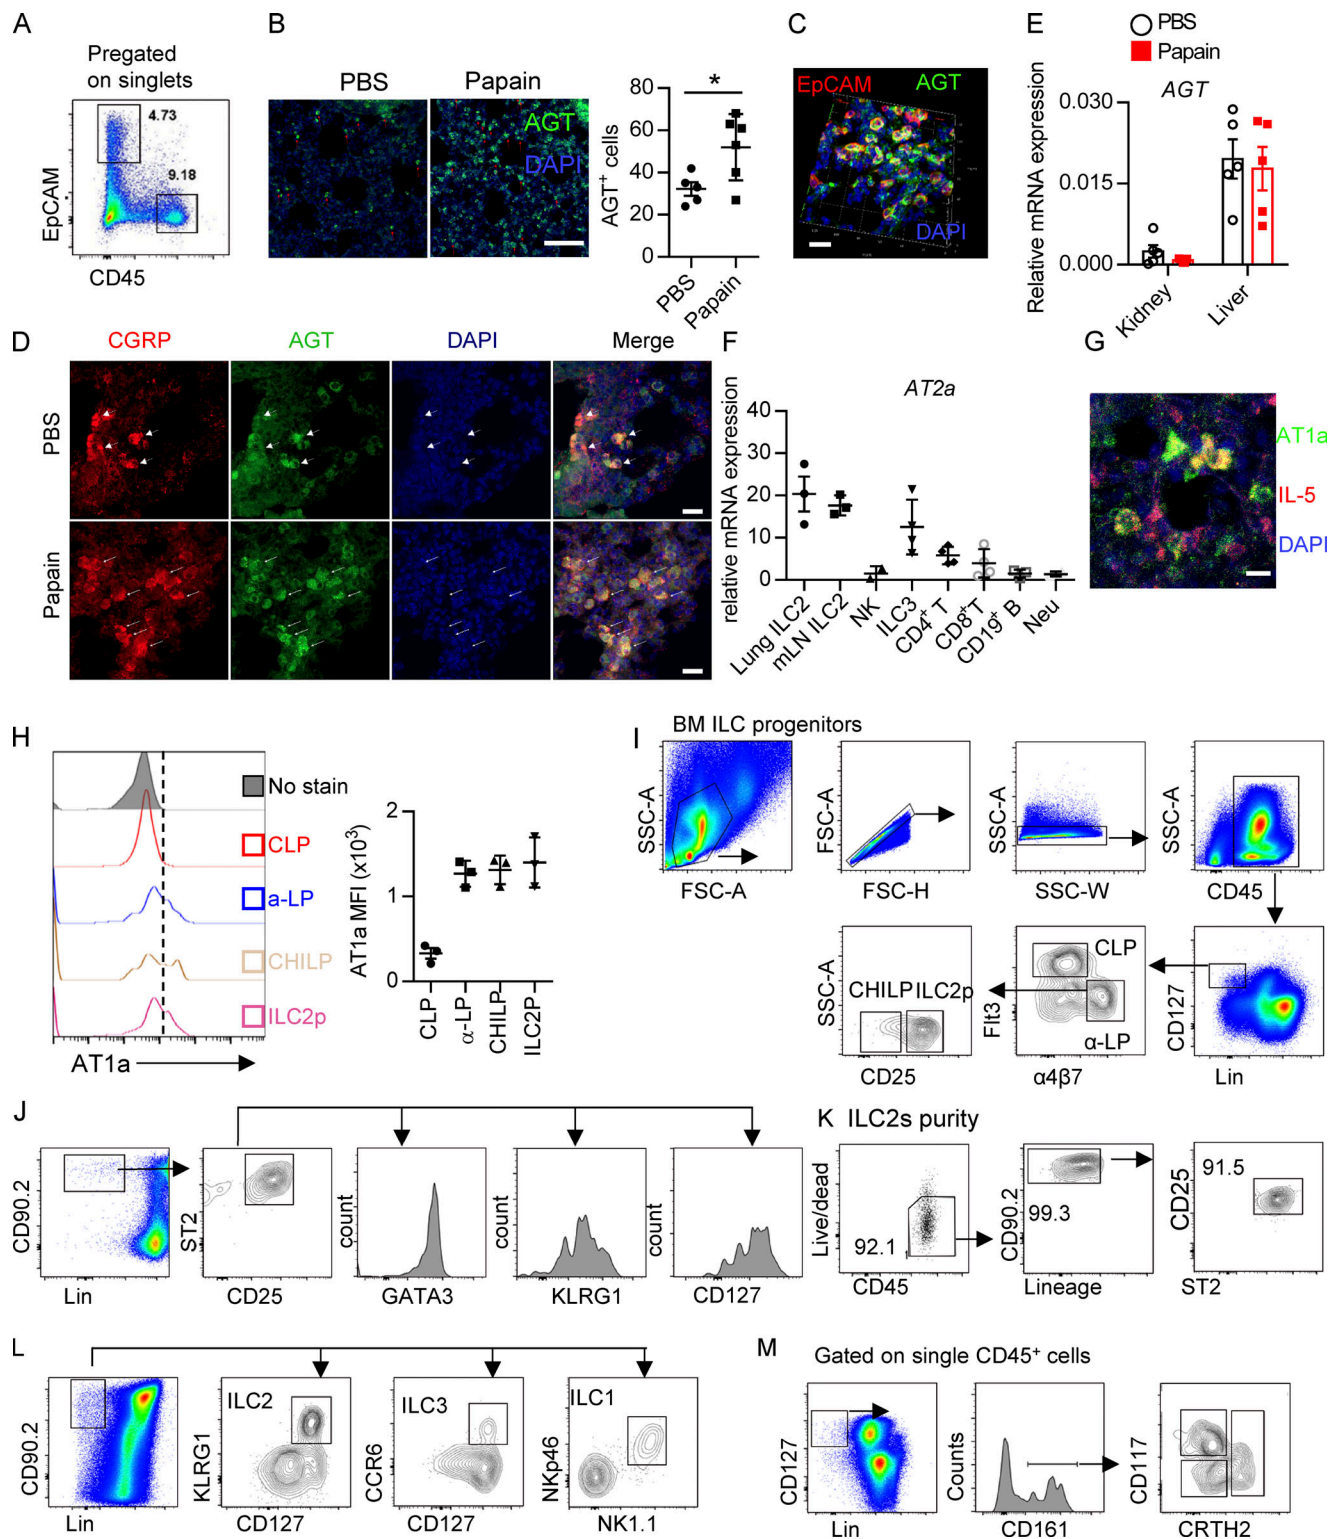 A
Pregated
on singlets
4.73
9.18
EpCAM
CD45
B
PBS
Papain
AGT
DAPI
*
AGT+ cells
80
60
40
20
0
PBS
Papain
C
EpCAM
AGT
DAPI
E
PBS
Papain
AGT
Relative mRNA expression
0.030
0.015
0.000
Kidney
Liver
D
CGRP
AGT
DAPI
Merge
PBS
Papain
F
AT2a
relative mRNA expression
40
30
20
10
0
Lung ILC2
mLN ILC2
NK
ILC3
CD4+ T
CD8+T
CD19+ B
Neu
G
AT1a
IL-5
DAPI
H
No stain
CLP
a-LP
CHILP
ILC2p
AT1a
AT1a MFI (x10³)
2
1
0
CLP
α-LP
CHILP
ILC2P
I
BM ILC progenitors
SSC-A
FSC-A
FSC-A
FSC-H
SSC-A
SSC-W
SSC-A
CD45
SSC-A
CHILP
ILC2p
CD25
Flt3
CLP
α-LP
α4β7
CD127
Lin
J
CD90.2
Lin
ST2
CD25
count
GATA3
count
KLRG1
count
CD127
K
ILC2s purity
Live/dead
92.1
CD45
CD90.2
99.3
Lineage
CD25
91.5
ST2
L
CD90.2
Lin
KLRG1
ILC2
CD127
CCR6
ILC3
CD127
NKp46
ILC1
NK1.1
M
Gated on single CD45+ cells
CD127
Lin
Counts
CD161
CD117
CRTH2